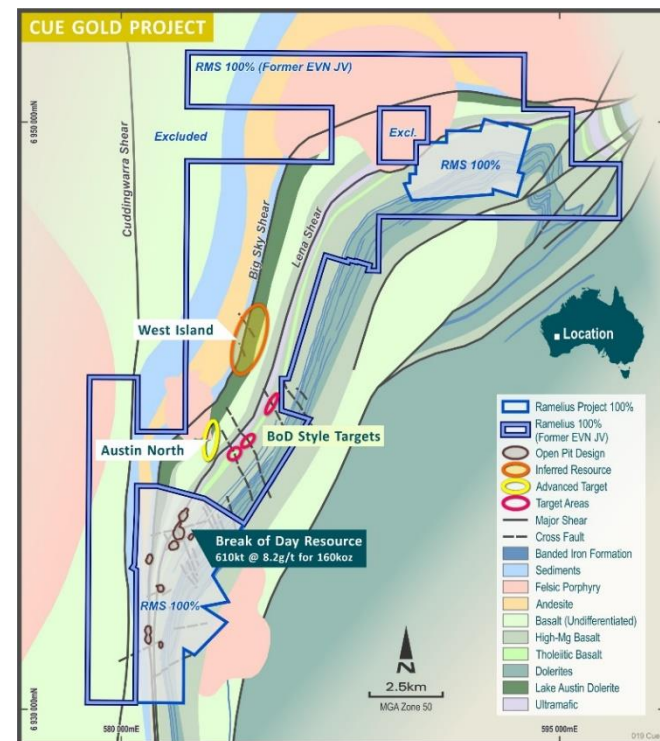 CUE GOLD PROJECT
RMS 100% (Former EVN JV)
6 950 000mN
Excluded
Excl.
RMS 100%
Cuddingwarra Shear
Big Sky Shear
Lena Shear
West Island
Location
Austin North
BoD Style Targets
Break of Day Resource
610kt @ 8.2g/t for 160koz
RMS 100%
N
2.5km
MGA Zone 50
6 930 000mN
580 000mE
595 000mE
019 Cue
Ramelius Project 100%
Ramelius 100%
(Former EVN JV)
Open Pit Design
Inferred Resource
Advanced Target
Target Areas
Major Shear
Cross Fault
Banded Iron Formation
Sediments
Felsic Porphyry
Andesite
Basalt (Undifferentiated)
High-Mg Basalt
Tholeiitic Basalt
Dolerites
Lake Austin Dolerite
Ultramafic